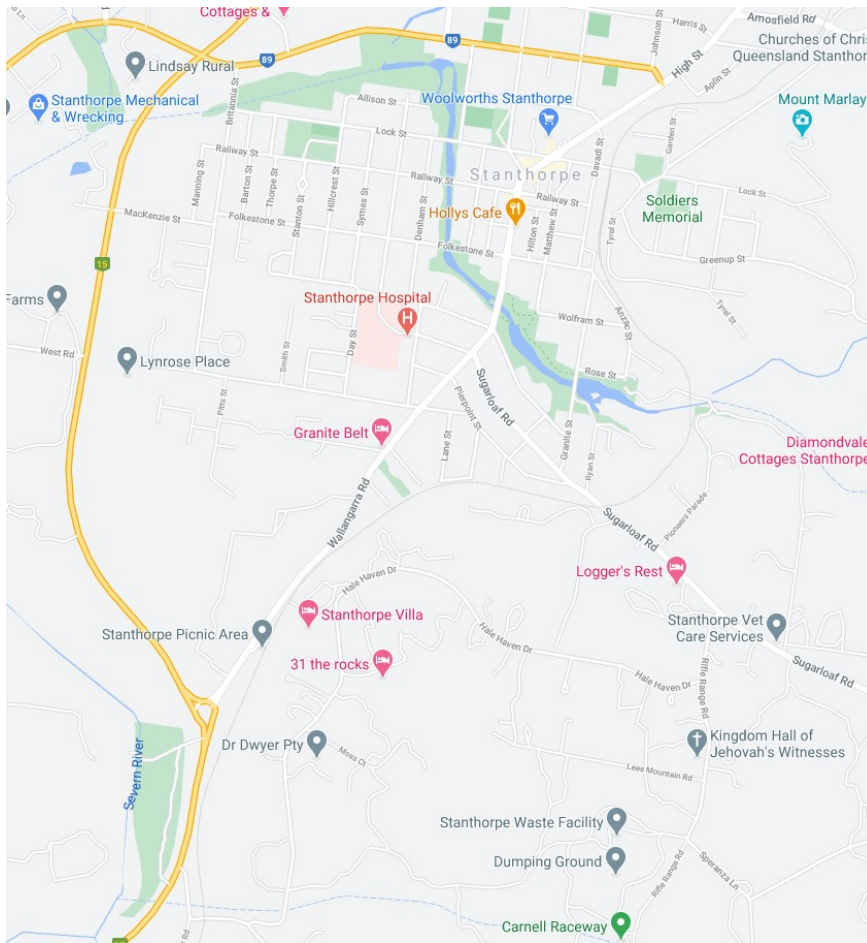 Cottages &
Harris St
Johnson St
Amosfield Rd
89
High St
Churches of Chris
Queensland Stanthor
89
Lindsay Rural
Aplin St
Stanthorpe Mechanical
& Wrecking
Britannia St
Allison St
Woolworths Stanthorpe
Mount Marlay
Lock St
Davadi St
Garden St
Railway St
Manning St
Barton St
Thorpe St
Stanton St
Hillcrest St
Symes St
Denham St
Railway St
Stanthorpe
Railway St
Lock St
Soldiers
Memorial
MacKenzie St
Folkestone St
Hollys Cafe
Hilton St
Matthew St
Tyrel St
Folkestone St
Greenup St
15
Farms
Stanthorpe Hospital
H
Tyrel St
Wolfram St
Anzac St
West Rd
Lynrose Place
Smith St
Day St
Rose St
Pitts St
Pierpoint St
Sugarloaf Rd
Granite Belt
Lane St
Granite St
Ryan St
Diamondvale
Cottages Stanthorpe
Wallangarra Rd
Pioneers Parade
Sugarloaf Rd
Hale Haven Dr
Logger's Rest
Stanthorpe Villa
Stanthorpe Vet
Care Services
Stanthorpe Picnic Area
Hale Haven Dr
31 the rocks
Sugarloaf Rd
Hale Haven Dr
Rifle Range Rd
Dr Dwyer Pty
Moss Ct
Kingdom Hall of
Jehovah's Witnesses
Severn River
Lees Mountain Rd
Stanthorpe Waste Facility
Dumping Ground
Rifle Range Rd
Speranza Ln
Carnell Raceway